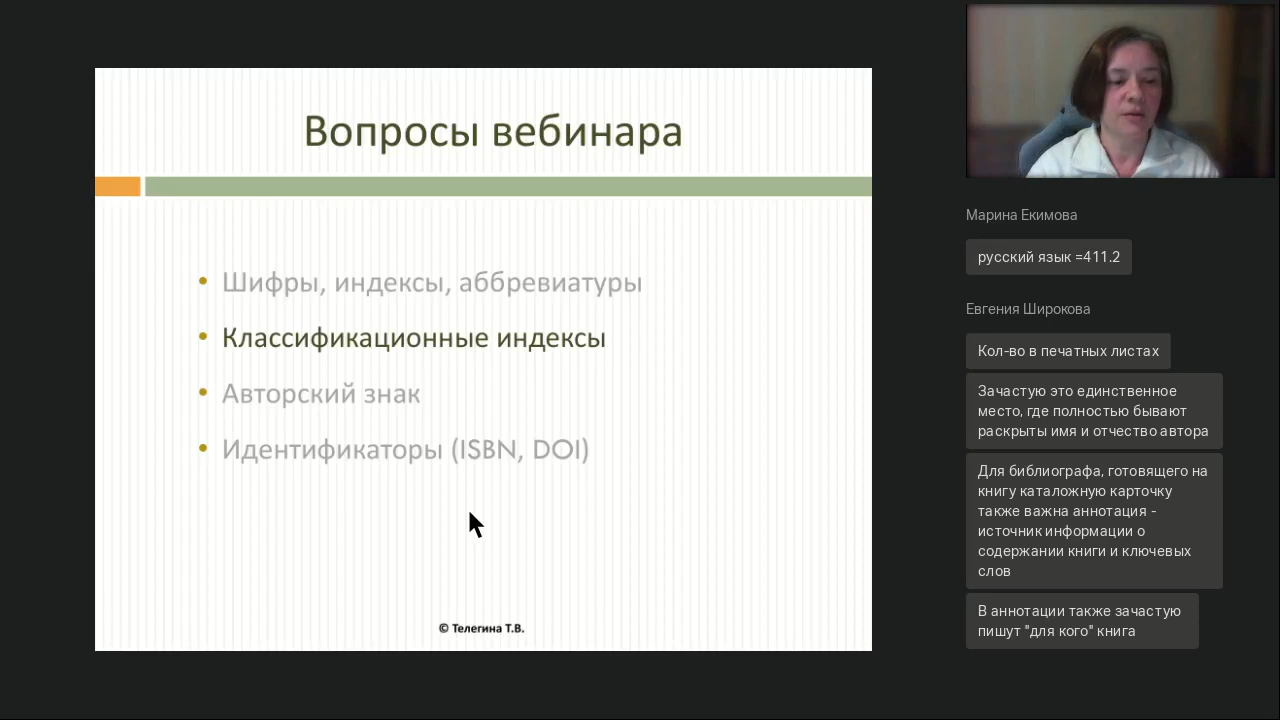 Вопросы вебинара
• Шифры, индексы, аббревиатуры
• Классификационные индексы
• Авторский знак
• Идентификаторы (ISBN, DOI)
© Телегина Т.В.
Марина Екимова
русский язык =411.2
Евгения Широкова
Кол-во в печатных листах
Зачастую это единственное
место, где полностью бывают
раскрыты имя и отчество автора
Для библиографа, готовящего на
книгу каталожную карточку
также важна аннотация -
источник информации о
содержании книги и ключевых
слов
В аннотации также зачастую
пишут "для кого" книга